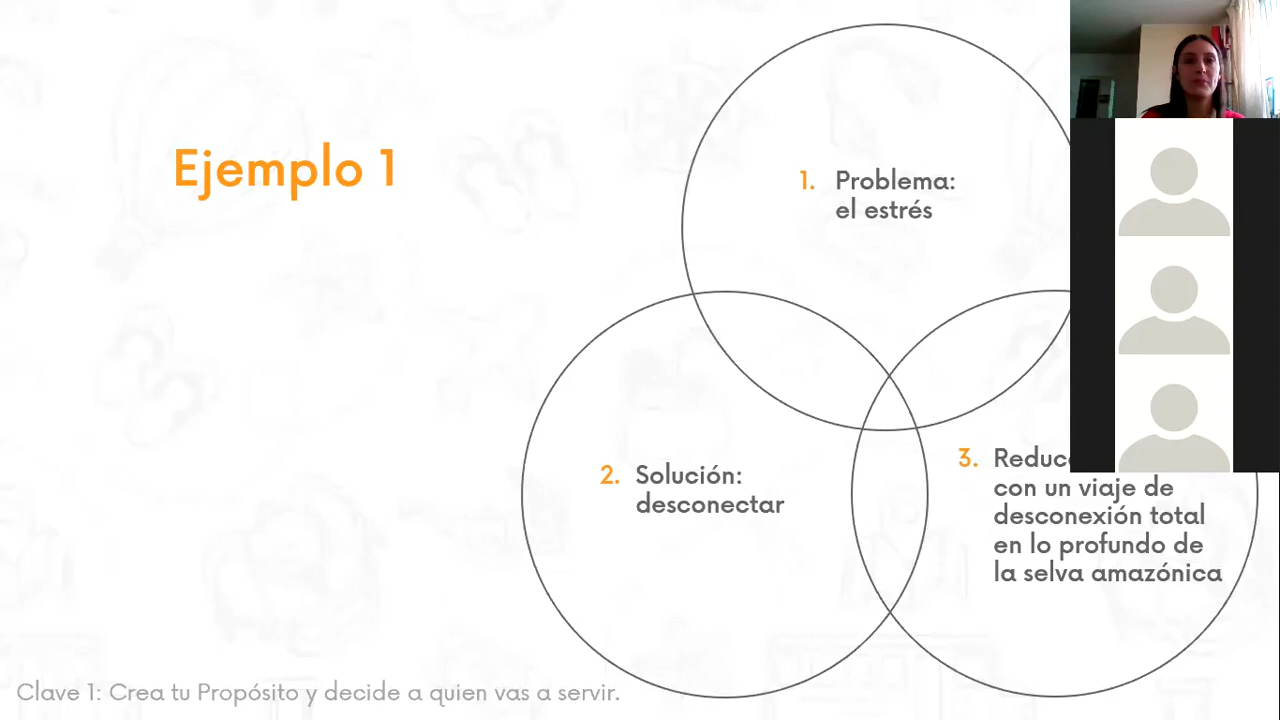 Ejemplo 1
1. Problema:
el estrés
2. Solución:
desconectar
3.
con un viaje de
desconexión total
en lo profundo de
la selva amazónica
Clave 1: Crea tu Propósito y decide a quien vas a servir.